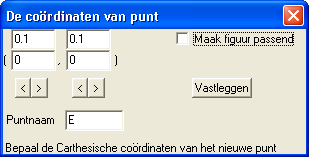 De coördinaten van punt
0.1 0.1 Maak figuur passend
( 0 , 0 )
< > < > Vastleggen
Puntnaam E
Bepaal de Carthesische coördinaten van het nieuwe punt